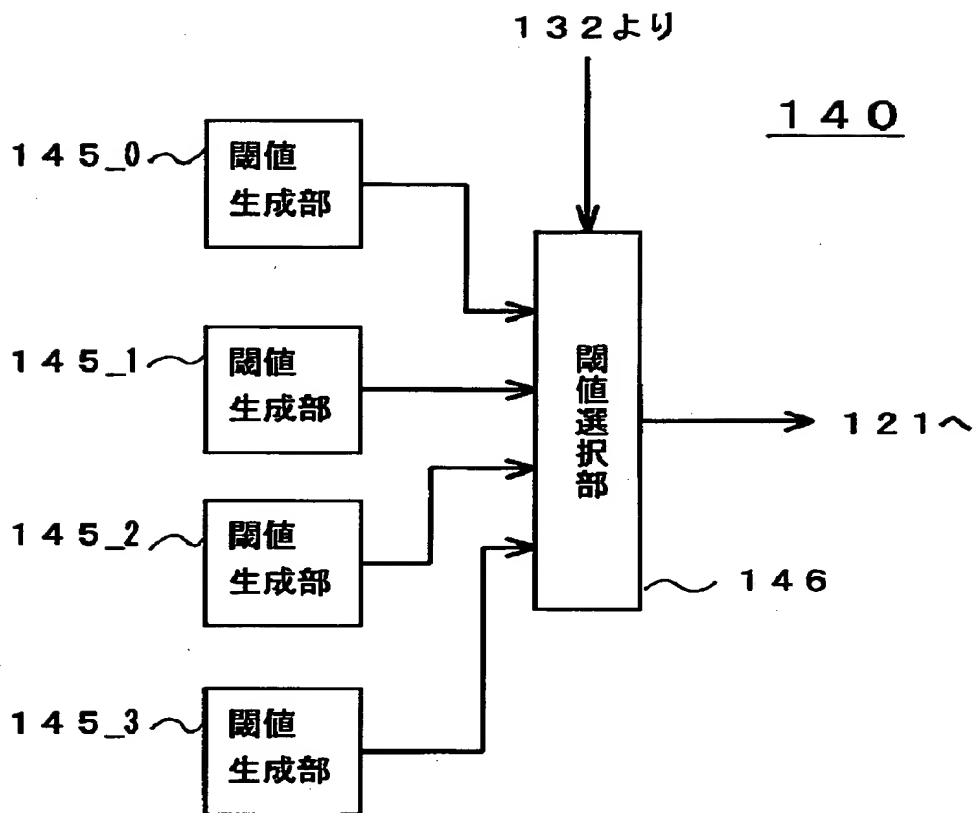 132より
140
145_0
閾値
生成部
145_1
閾値
生成部
閾値選択部
121へ
145_2
閾値
生成部
146
145_3
閾値
生成部